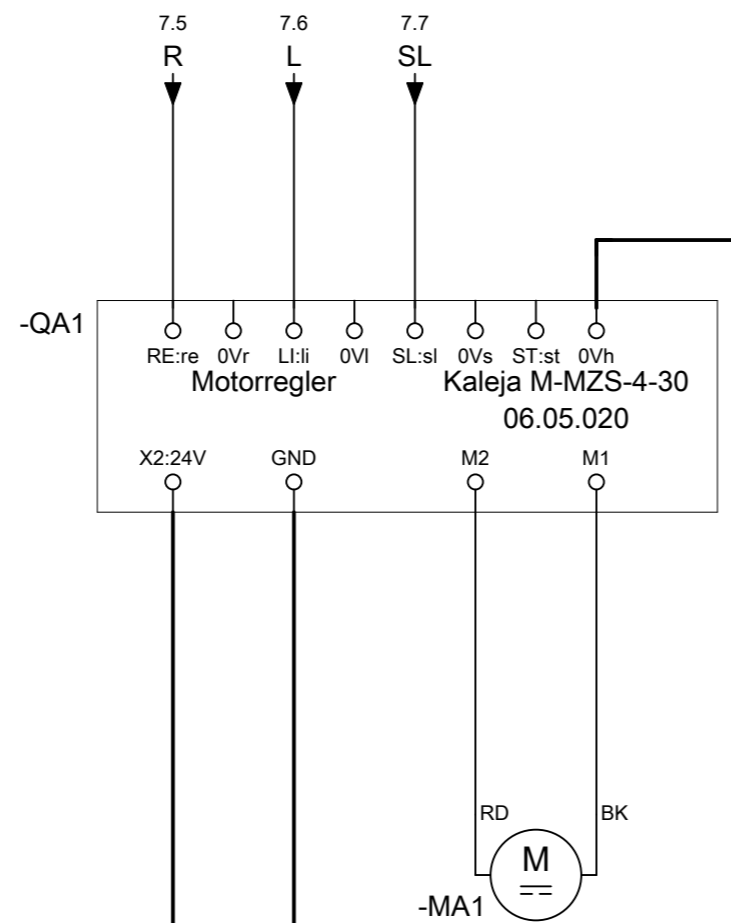 7.5 7.6 7.7
R L SL
-QA1
RE:re 0Vr LI:li 0Vl SL:sl 0Vs ST:st 0Vh
Motorregler Kaleja M-MZS-4-30
06.05.020
X2:24V GND M2 M1
RD BK
M
-MA1